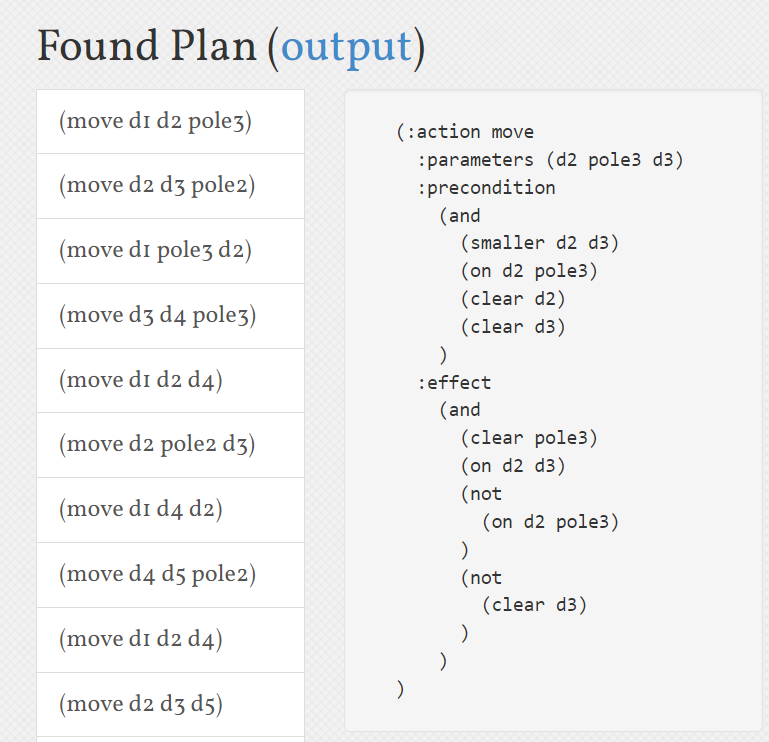 Found Plan (output)
(move d1 d2 pole3)
(move d2 d3 pole2)
(move d1 pole3 d2)
(move d3 d4 pole3)
(move d1 d2 d4)
(move d2 pole2 d3)
(move d1 d4 d2)
(move d4 d5 pole2)
(move d1 d2 d4)
(move d2 d3 d5)
(:action move
  :parameters (d2 pole3 d3)
  :precondition
    (and
      (smaller d2 d3)
      (on d2 pole3)
      (clear d2)
      (clear d3)
    )
  :effect
    (and
      (clear pole3)
      (on d2 d3)
      (not
        (on d2 pole3)
      )
      (not
        (clear d3)
      )
    )
)